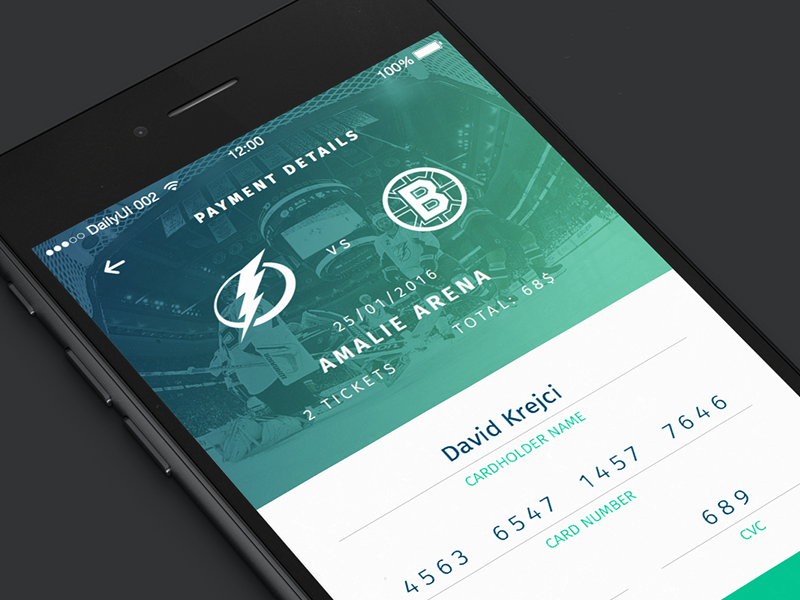 DailyUI 002 12:00 100%
PAYMENT DETAILS
VS
B
25/01/2016
AMALIE ARENA
2 TICKETS TOTAL: 68$
David Krejci
CARDHOLDER NAME
4563 6547 1457 7646
CARD NUMBER
689
CVC